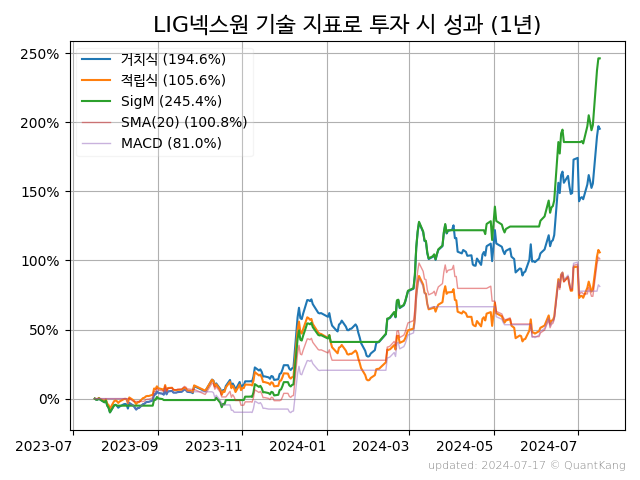 LIG넥스원 기술 지표로 투자 시 성과 (1년)
250%
200%
150%
100%
50%
0%
거치식 (194.6%)
적립식 (105.6%)
SigM (245.4%)
SMA(20) (100.8%)
MACD (81.0%)
2023-07 2023-09 2023-11 2024-01 2024-03 2024-05 2024-07
updated: 2024-07-17 © QuantKang